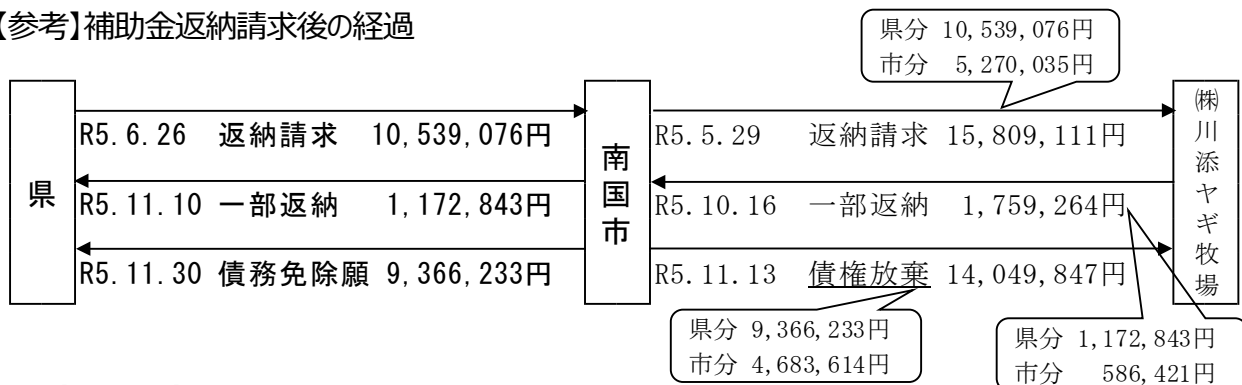 【参考】補助金返納請求後の経過
県分 10,539,076円
市分 5,270,035円
県
R5.6.26 返納請求 10,539,076円
R5.11.10 一部返納 1,172,843円
R5.11.30 債務免除願 9,366,233円
南国市
R5.5.29 返納請求 15,809,111円
R5.10.16 一部返納 1,759,264円
R5.11.13 債権放棄 14,049,847円
㈱川添ヤギ牧場
県分 9,366,233円
市分 4,683,614円
県分 1,172,843円
市分 586,421円